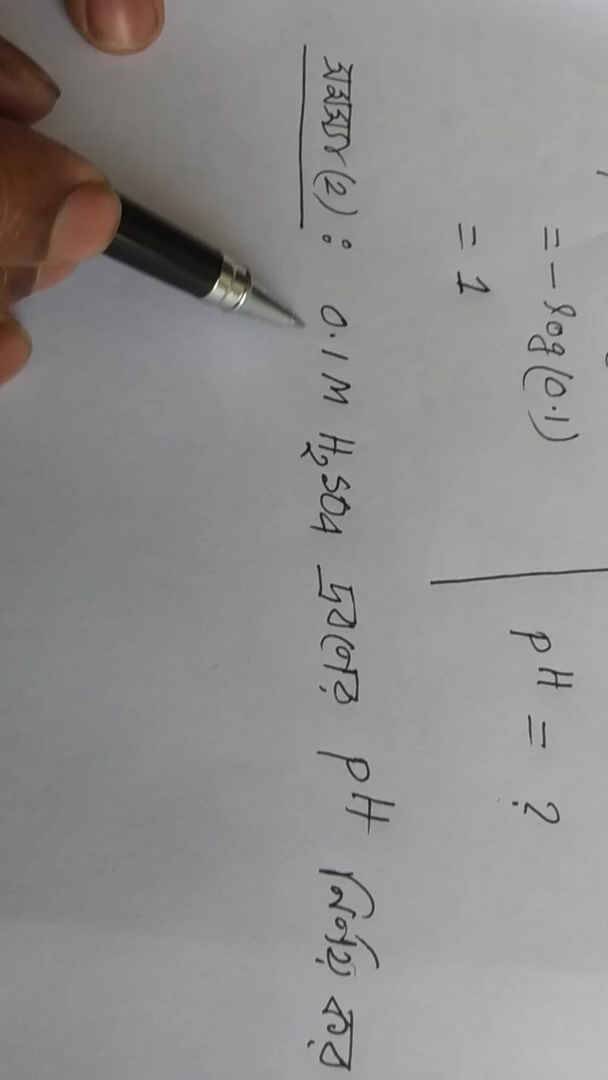 = - log(0.1)
= 1
pH = ?
সমস্যা (2) : 0.1 M H₂SO4 দ্রবণের pH নির্ণয় কর